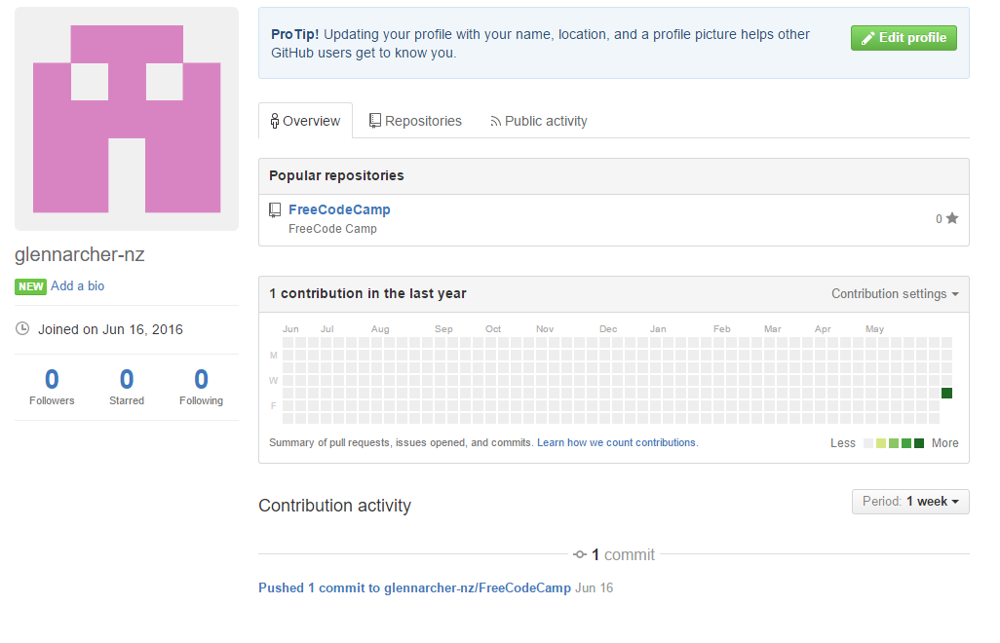 ProTip! Updating your profile with your name, location, and a profile picture helps other
GitHub users get to know you.
Edit profile
Overview
Repositories
Public activity
Popular repositories
FreeCodeCamp
FreeCode Camp
0
glennarcher-nz
NEW Add a bio
Joined on Jun 16, 2016
0 0 0
Followers Starred Following
1 contribution in the last year
Contribution settings
Jun Jul Aug Sep Oct Nov Dec Jan Feb Mar Apr May
M
W
F
Summary of pull requests, issues opened, and commits. Learn how we count contributions.
Less More
Contribution activity
Period: 1 week
1 commit
Pushed 1 commit to glennarcher-nz/FreeCodeCamp Jun 16